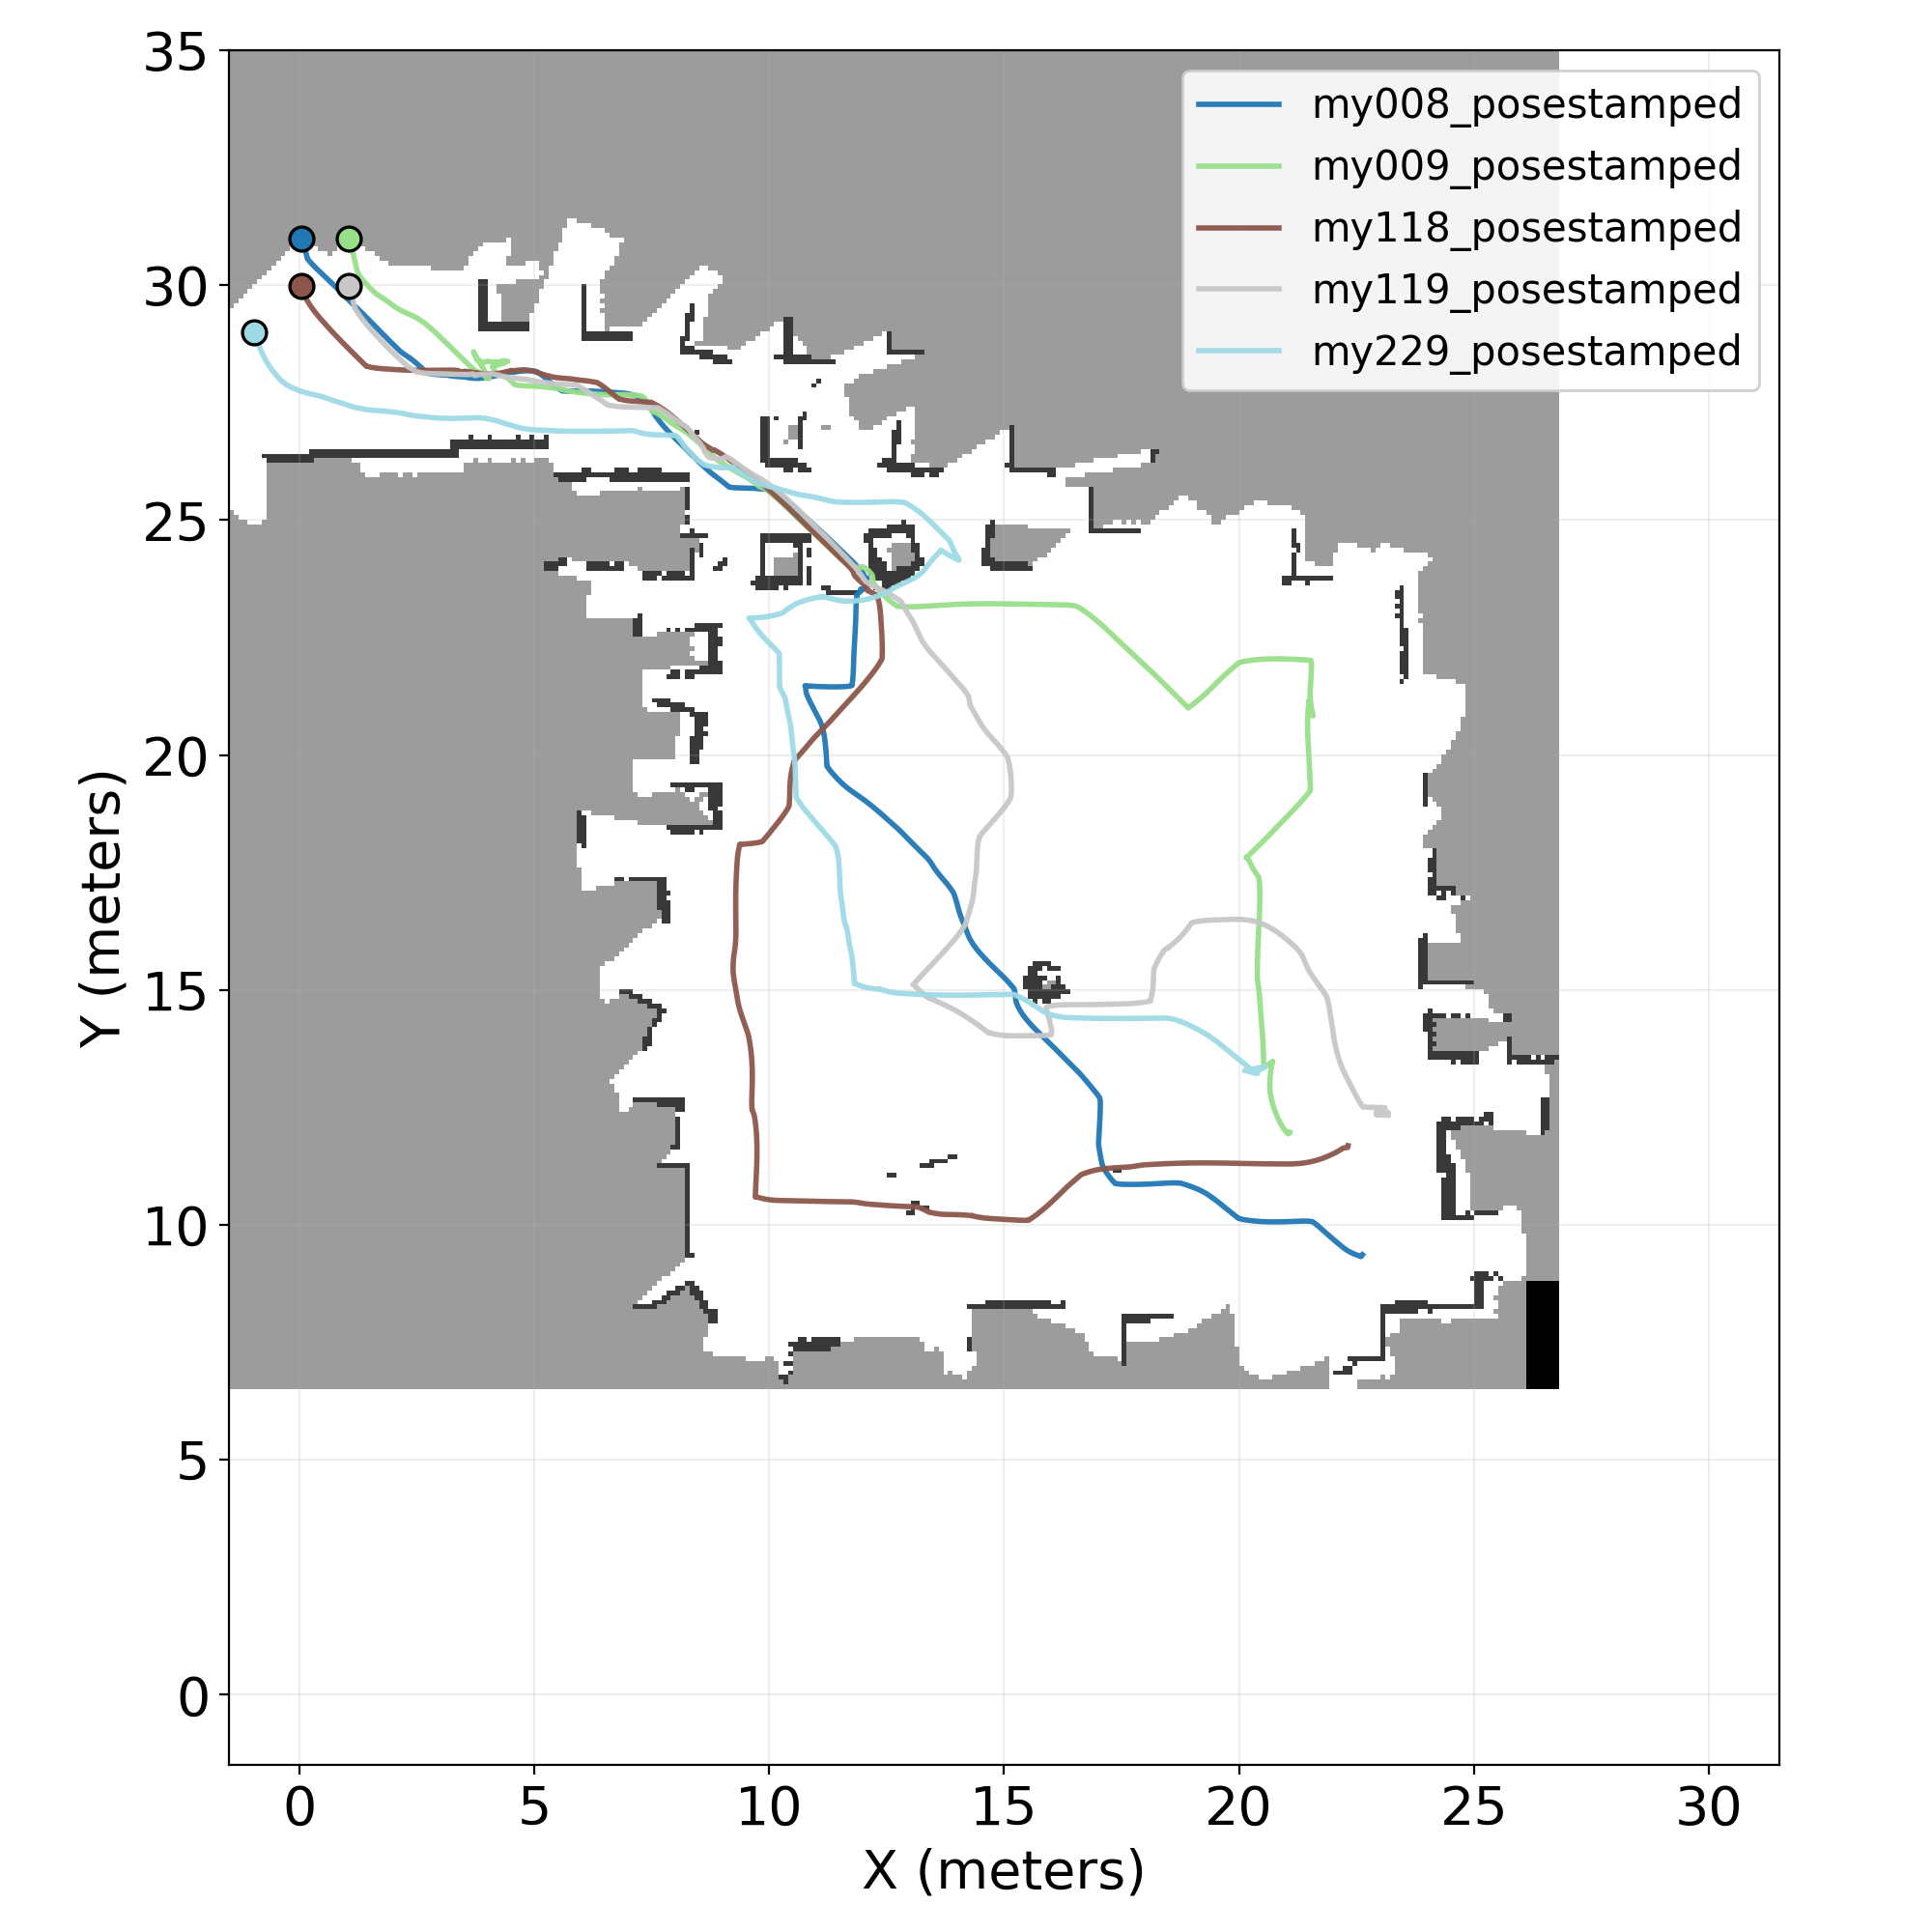 35
30
25
20
15
10
5
0
Y (meters)
my008_posestamped
my009_posestamped
my118_posestamped
my119_posestamped
my229_posestamped
0 5 10 15 20 25 30
X (meters)